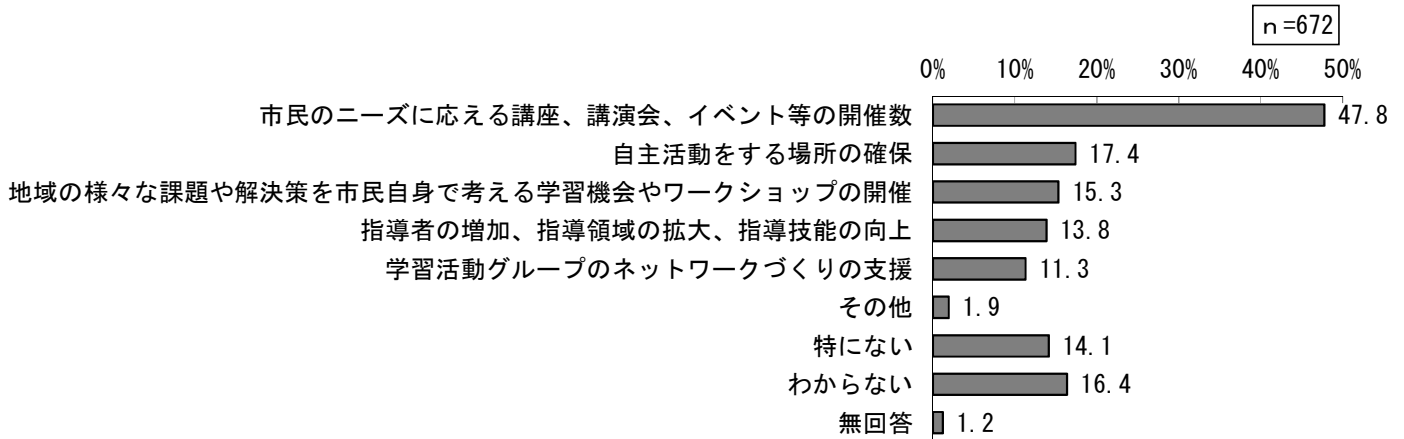 n=672
0% 10% 20% 30% 40% 50%
市民のニーズに応える講座、講演会、イベント等の開催数 47.8
自主活動をする場所の確保 17.4
地域の様々な課題や解決策を市民自身で考える学習機会やワークショップの開催 15.3
指導者の増加、指導領域の拡大、指導技能の向上 13.8
学習活動グループのネットワークづくりの支援 11.3
その他 1.9
特にない 14.1
わからない 16.4
無回答 1.2